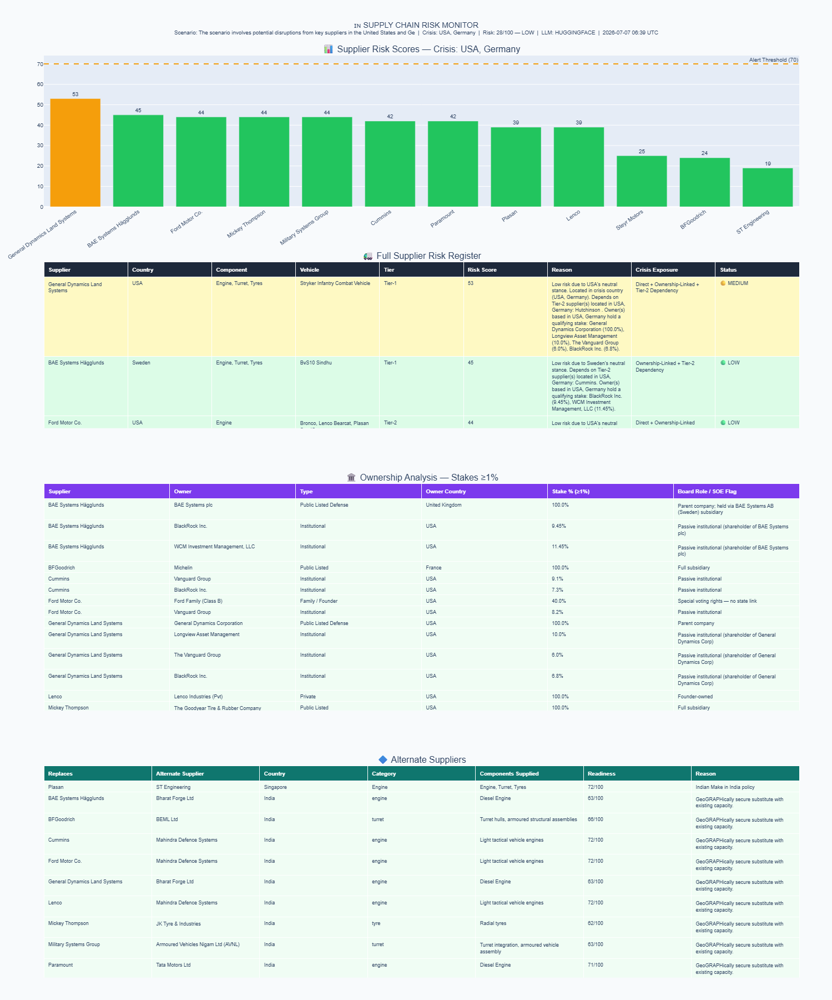 IN SUPPLY CHAIN RISK MONITOR
Scenario: The scenario involves potential disruptions from key suppliers in the United States and Ge | Crisis: USA, Germany | Risk: 28/100 — LOW | LLM: HUGGINGFACE | 2026-07-07 06:39 UTC
📊 Supplier Risk Scores — Crisis: USA, Germany
Alert Threshold (70)
70
60
50
40
30
20
10
0
53
45
44
44
44
42
42
39
39
25
24
19
General Dynamics Land Systems
BAE Systems Hägglunds
Ford Motor Co.
Mickey Thompson
Military Systems Group
Cummins
Paramount
Plasan
Lenco
Steyr Motors
BFGoodrich
ST Engineering
🚛 Full Supplier Risk Register
Supplier Country Component Vehicle Tier Risk Score Reason Crisis Exposure Status
General Dynamics Land
Systems
USA
Engine, Turret, Tyres
Stryker Infantry Combat Vehicle
Tier-1
53
Low risk due to USA's neutral
stance. Located in crisis country
(USA, Germany). Depends on
Tier-2 supplier(s) located in USA,
Germany: Hutchinson . Owner(s)
based in USA, Germany hold a
qualifying stake: General
Dynamics Corporation (100.0%),
Longview Asset Management
(10.0%), The Vanguard Group
(6.0%), BlackRock Inc. (6.8%).
Direct + Ownership-Linked +
Tier-2 Dependency
MEDIUM
BAE Systems Hägglunds
Sweden
Engine, Turret, Tyres
BvS10 Sindhu
Tier-1
45
Low risk due to Sweden's neutral
stance. Depends on Tier-2
supplier(s) located in USA,
Germany: Cummins. Owner(s)
based in USA, Germany hold a
qualifying stake: BlackRock Inc.
(9.45%), WCM Investment
Management, LLC (11.45%).
Ownership-Linked + Tier-2
Dependency
LOW
Ford Motor Co.
USA
Engine
Bronco, Lenco Bearcat, Plasan
Tier-2
44
Low risk due to USA's neutral
Direct + Ownership-Linked
LOW
🏛 Ownership Analysis — Stakes ≥1%
Supplier Owner Type Owner Country Stake % (≥1%) Board Role / SOE Flag
BAE Systems Hägglunds BAE Systems plc Public Listed Defense United Kingdom 100.0% Parent company; held via BAE Systems AB
(Sweden) subsidiary
BAE Systems Hägglunds BlackRock Inc. Institutional USA 9.45% Passive institutional (shareholder of BAE Systems
plc)
BAE Systems Hägglunds WCM Investment Management, LLC Institutional USA 11.45% Passive institutional (shareholder of BAE Systems
plc)
BFGoodrich Michelin Public Listed France 100.0% Full subsidiary
Cummins Vanguard Group Institutional USA 9.1% Passive institutional
Cummins BlackRock Inc. Institutional USA 7.3% Passive institutional
Ford Motor Co. Ford Family (Class B) Family / Founder USA 40.0% Special voting rights — no state link
Ford Motor Co. Vanguard Group Institutional USA 8.2% Passive institutional
General Dynamics Land Systems General Dynamics Corporation Public Listed Defense USA 100.0% Parent company
General Dynamics Land Systems Longview Asset Management Institutional USA 10.0% Passive institutional (shareholder of General
Dynamics Corp)
General Dynamics Land Systems The Vanguard Group Institutional USA 6.0% Passive institutional (shareholder of General
Dynamics Corp)
General Dynamics Land Systems BlackRock Inc. Institutional USA 6.8% Passive institutional (shareholder of General
Dynamics Corp)
Lenco Lenco Industries (Pvt) Private USA 100.0% Founder-owned
Mickey Thompson The Goodyear Tire & Rubber Company Public Listed USA 100.0% Full subsidiary
🔷 Alternate Suppliers
Replaces Alternate Supplier Country Category Components Supplied Readiness Reason
Plasan ST Engineering Singapore Engine Engine, Turret, Tyres 72/100 Indian Make in India policy
BAE Systems Hägglunds Bharat Forge Ltd India engine Diesel Engine 63/100 GeoGRAPHically secure substitute with
existing capacity.
BFGoodrich BEML Ltd India turret Turret hulls, armoured structural assemblies 66/100 GeoGRAPHically secure substitute with
existing capacity.
Cummins Mahindra Defence Systems India engine Light tactical vehicle engines 72/100 GeoGRAPHically secure substitute with
existing capacity.
Ford Motor Co. Mahindra Defence Systems India engine Light tactical vehicle engines 72/100 GeoGRAPHically secure substitute with
existing capacity.
General Dynamics Land Systems Bharat Forge Ltd India engine Diesel Engine 63/100 GeoGRAPHically secure substitute with
existing capacity.
Lenco Mahindra Defence Systems India engine Light tactical vehicle engines 72/100 GeoGRAPHically secure substitute with
existing capacity.
Mickey Thompson JK Tyre & Industries India tyre Radial tyres 62/100 GeoGRAPHically secure substitute with
existing capacity.
Military Systems Group Armoured Vehicles Nigam Ltd (AVNL) India turret Turret integration, armoured vehicle
assembly 63/100 GeoGRAPHically secure substitute with
existing capacity.
Paramount Tata Motors Ltd India engine Diesel Engine 71/100 GeoGRAPHically secure substitute with
existing capacity.